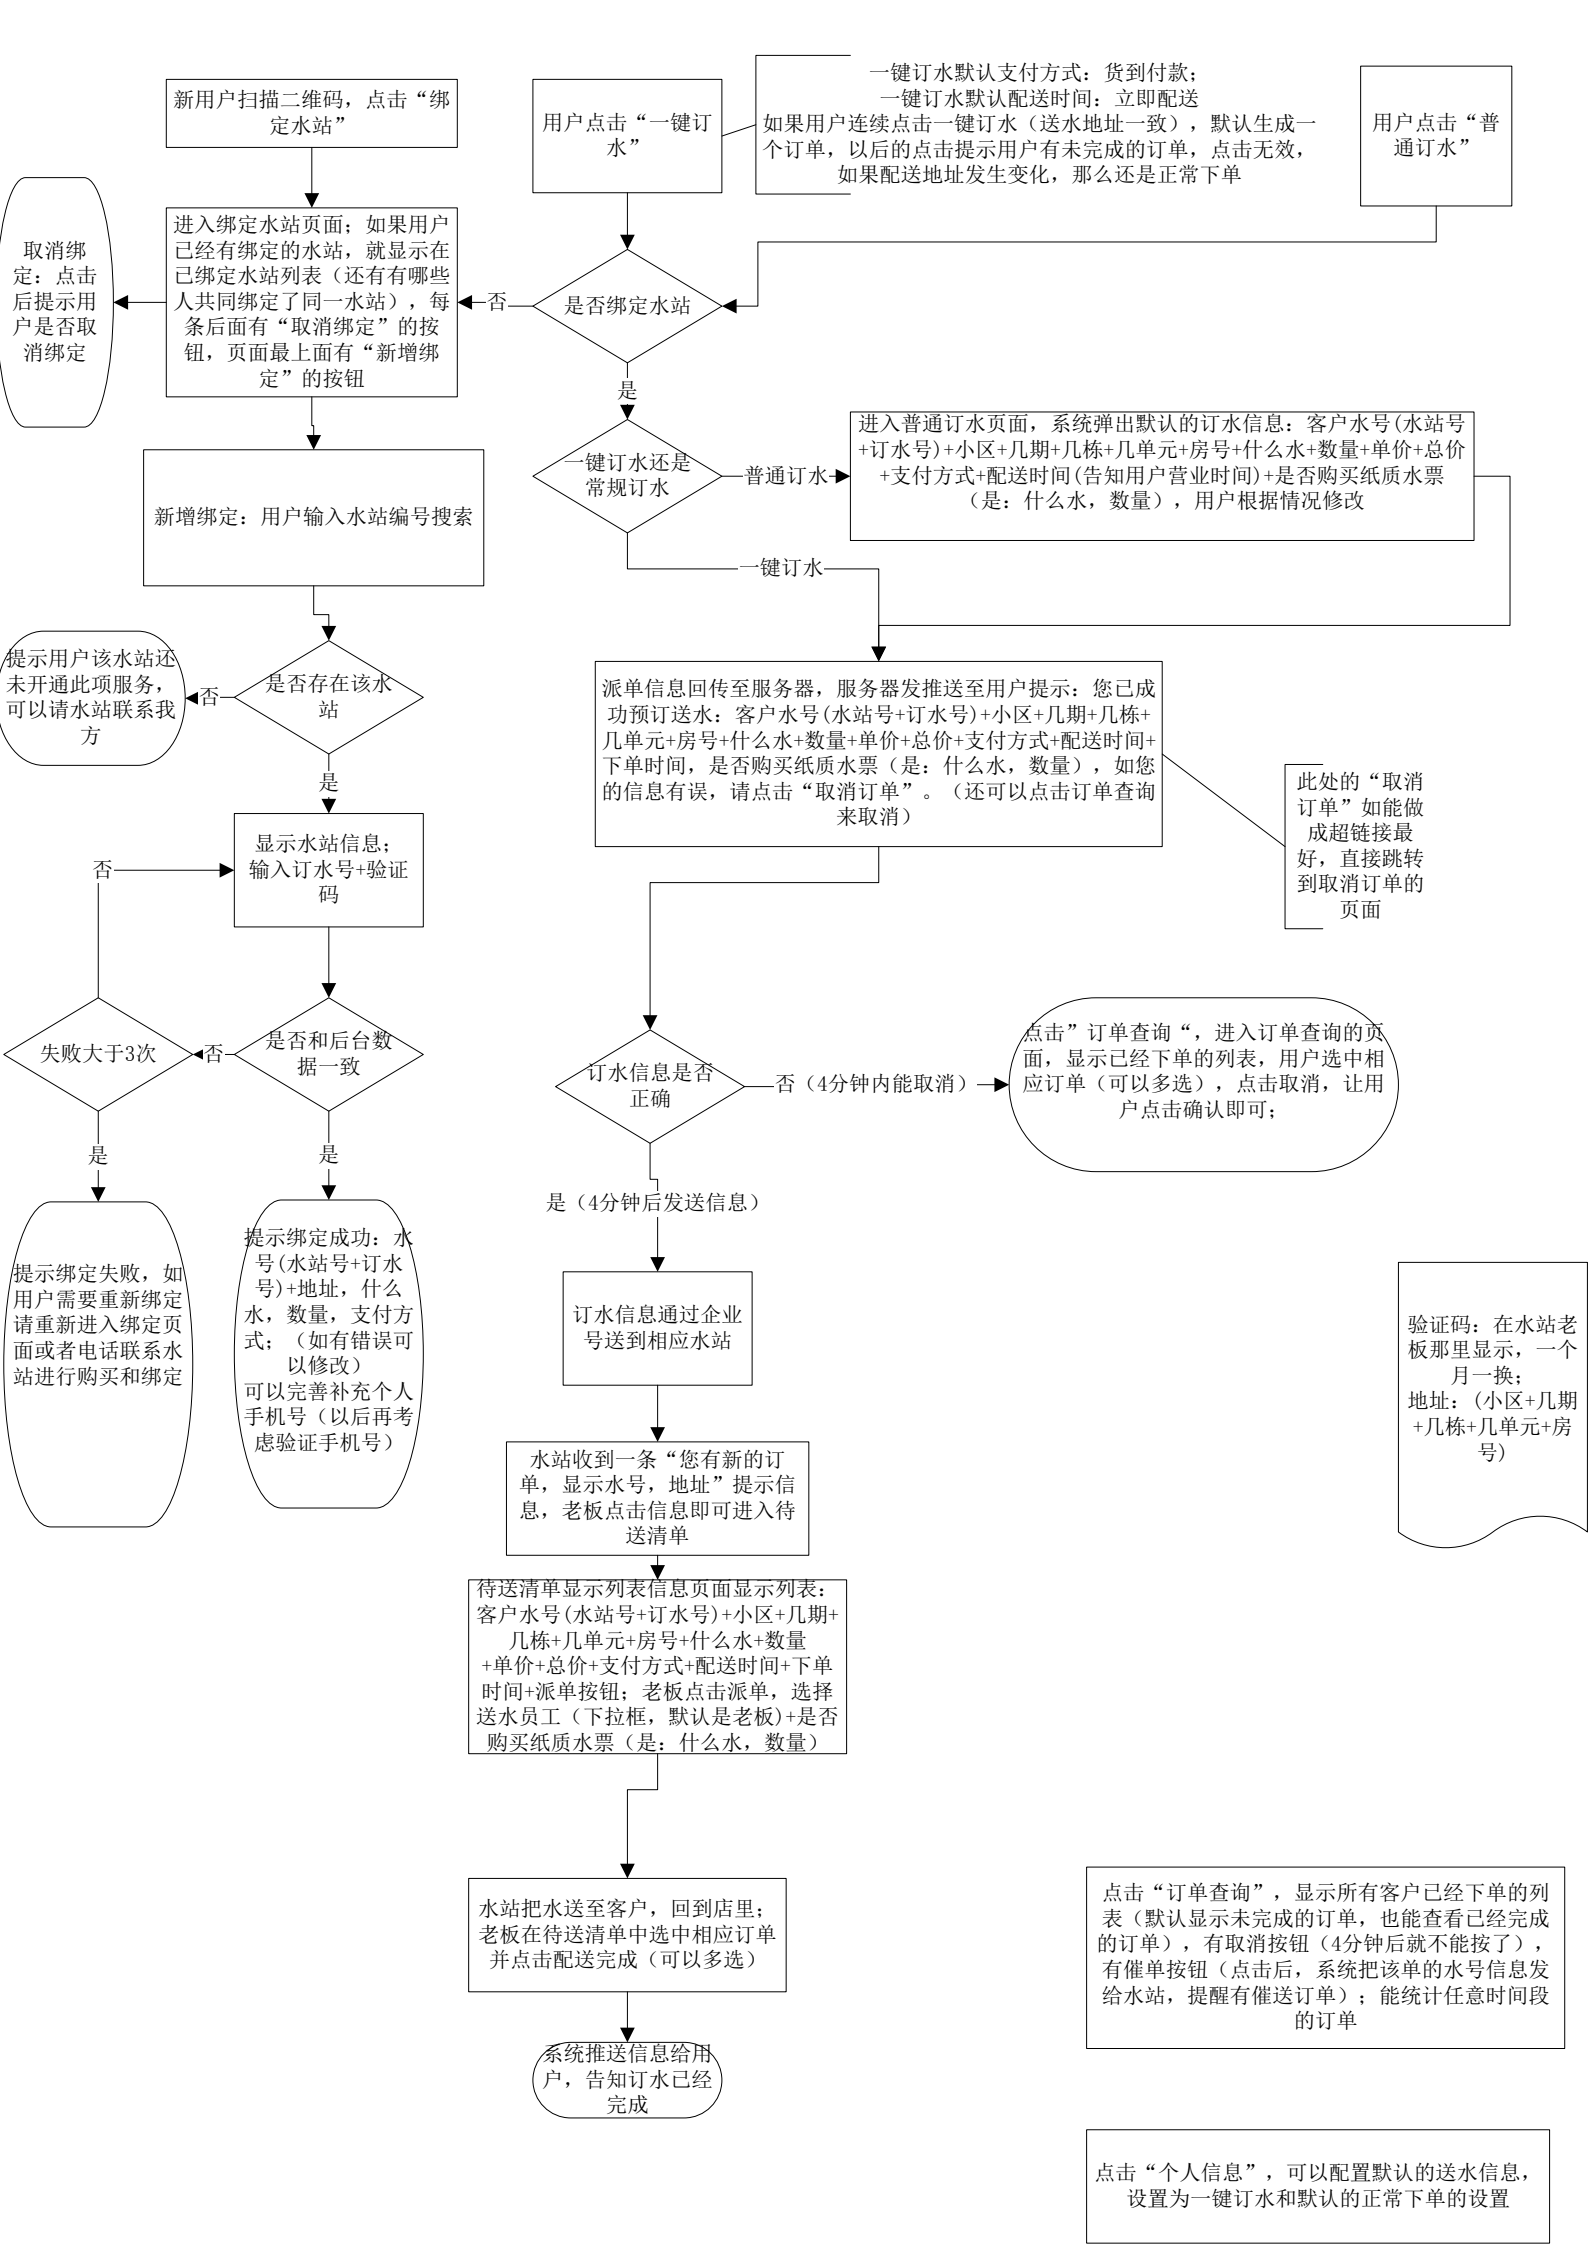 新用户扫描二维码，点击“绑
定水站”
用户点击“一键订
水”
一键订水默认支付方式：货到付款；
一键订水默认配送时间：立即配送
如果用户连续点击一键订水（送水地址一致），默认生成一
个订单，以后的点击提示用户有未完成的订单，点击无效，
如果配送地址发生变化，那么还是正常下单
用户点击“普
通订水”
取消绑
定：点击
后提示用
户是否取
消绑定
进入绑定水站页面；如果用户
已经有绑定的水站，就显示在
已绑定水站列表（还有有哪些
人共同绑定了同一水站），每
条后面有“取消绑定”的按
钮，页面最上面有“新增绑
定”的按钮
否
是否绑定水站
是
一键订水还是
常规订水
普通订水
进入普通订水页面，系统弹出默认的订水信息：客户水号(水站号
+订水号)+小区+几期+几栋+几单元+房号+什么水+数量+单价+总价
+支付方式+配送时间(告知用户营业时间)+是否购买纸质水票
（是：什么水，数量），用户根据情况修改
新增绑定：用户输入水站编号搜索
一键订水
提示用户该水站还
未开通此项服务，
可以请水站联系我
方
否
是否存在该水
站
是
派单信息回传至服务器，服务器发推送至用户提示：您已成
功预订送水：客户水号(水站号+订水号)+小区+几期+几栋+
几单元+房号+什么水+数量+单价+总价+支付方式+配送时间+
下单时间，是否购买纸质水票（是：什么水，数量），如您
的信息有误，请点击“取消订单”。（还可以点击订单查询
来取消）
此处的“取消
订单”如能做
成超链接最
好，直接跳转
到取消订单的
页面
否
显示水站信息；
输入订水号+验证
码
失败大于3次
否
是否和后台数
据一致
订水信息是否
正确
否（4分钟内能取消）
点击”订单查询“，进入订单查询的页
面，显示已经下单的列表，用户选中相
应订单（可以多选），点击取消，让用
户点击确认即可；
是
是
是（4分钟后发送信息）
提示绑定失败，如
用户需要重新绑定
请重新进入绑定页
面或者电话联系水
站进行购买和绑定
提示绑定成功：水
号(水站号+订水
号)+地址，什么
水，数量，支付方
式；（如有错误可
以修改）
可以完善补充个人
手机号（以后再考
虑验证手机号）
订水信息通过企业
号送到相应水站
验证码：在水站老
板那里显示，一个
月一换；
地址：(小区+几期
+几栋+几单元+房
号)
水站收到一条“您有新的订
单，显示水号，地址”提示信
息，老板点击信息即可进入待
送清单
待送清单显示列表信息页面显示列表：
客户水号(水站号+订水号)+小区+几期+
几栋+几单元+房号+什么水+数量
+单价+总价+支付方式+配送时间+下单
时间+派单按钮；老板点击派单，选择
送水员工（下拉框，默认是老板)+是否
购买纸质水票（是：什么水，数量）
水站把水送至客户，回到店里；
老板在待送清单中选中相应订单
并点击配送完成（可以多选）
点击“订单查询”，显示所有客户已经下单的列
表（默认显示未完成的订单，也能查看已经完成
的订单），有取消按钮（4分钟后就不能按了），
有催单按钮（点击后，系统把该单的水号信息发
给水站，提醒有催送订单）；能统计任意时间段
的订单
系统推送信息给用
户，告知订水已经
完成
点击“个人信息”，可以配置默认的送水信息，
设置为一键订水和默认的正常下单的设置